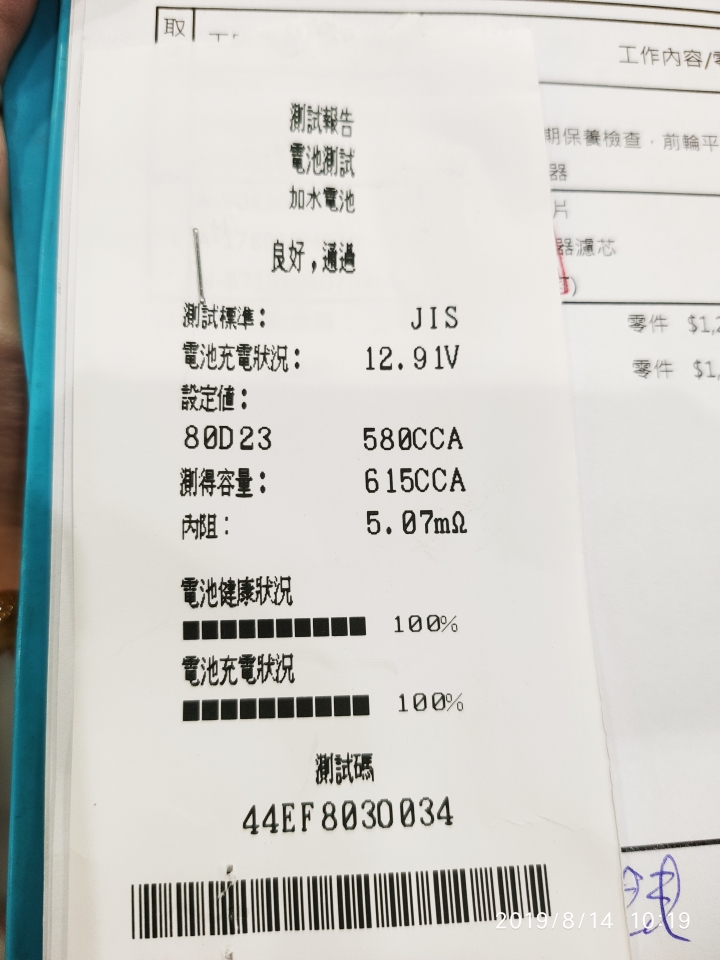 取
工作內容/
測試報告
電池測試
加水電池
期保養檢查．前輪平
器
片
良好,通過
器濾芯
測試標準: JIS
零件 $1,2
電池充電狀況: 12.91V
零件 $1,
設定值:
80D23 580CCA
測得容量: 615CCA
內阻: 5.07mΩ
電池健康狀況
100%
電池充電狀況
100%
測試碼
44EF8030034
2019/8/14 10:19